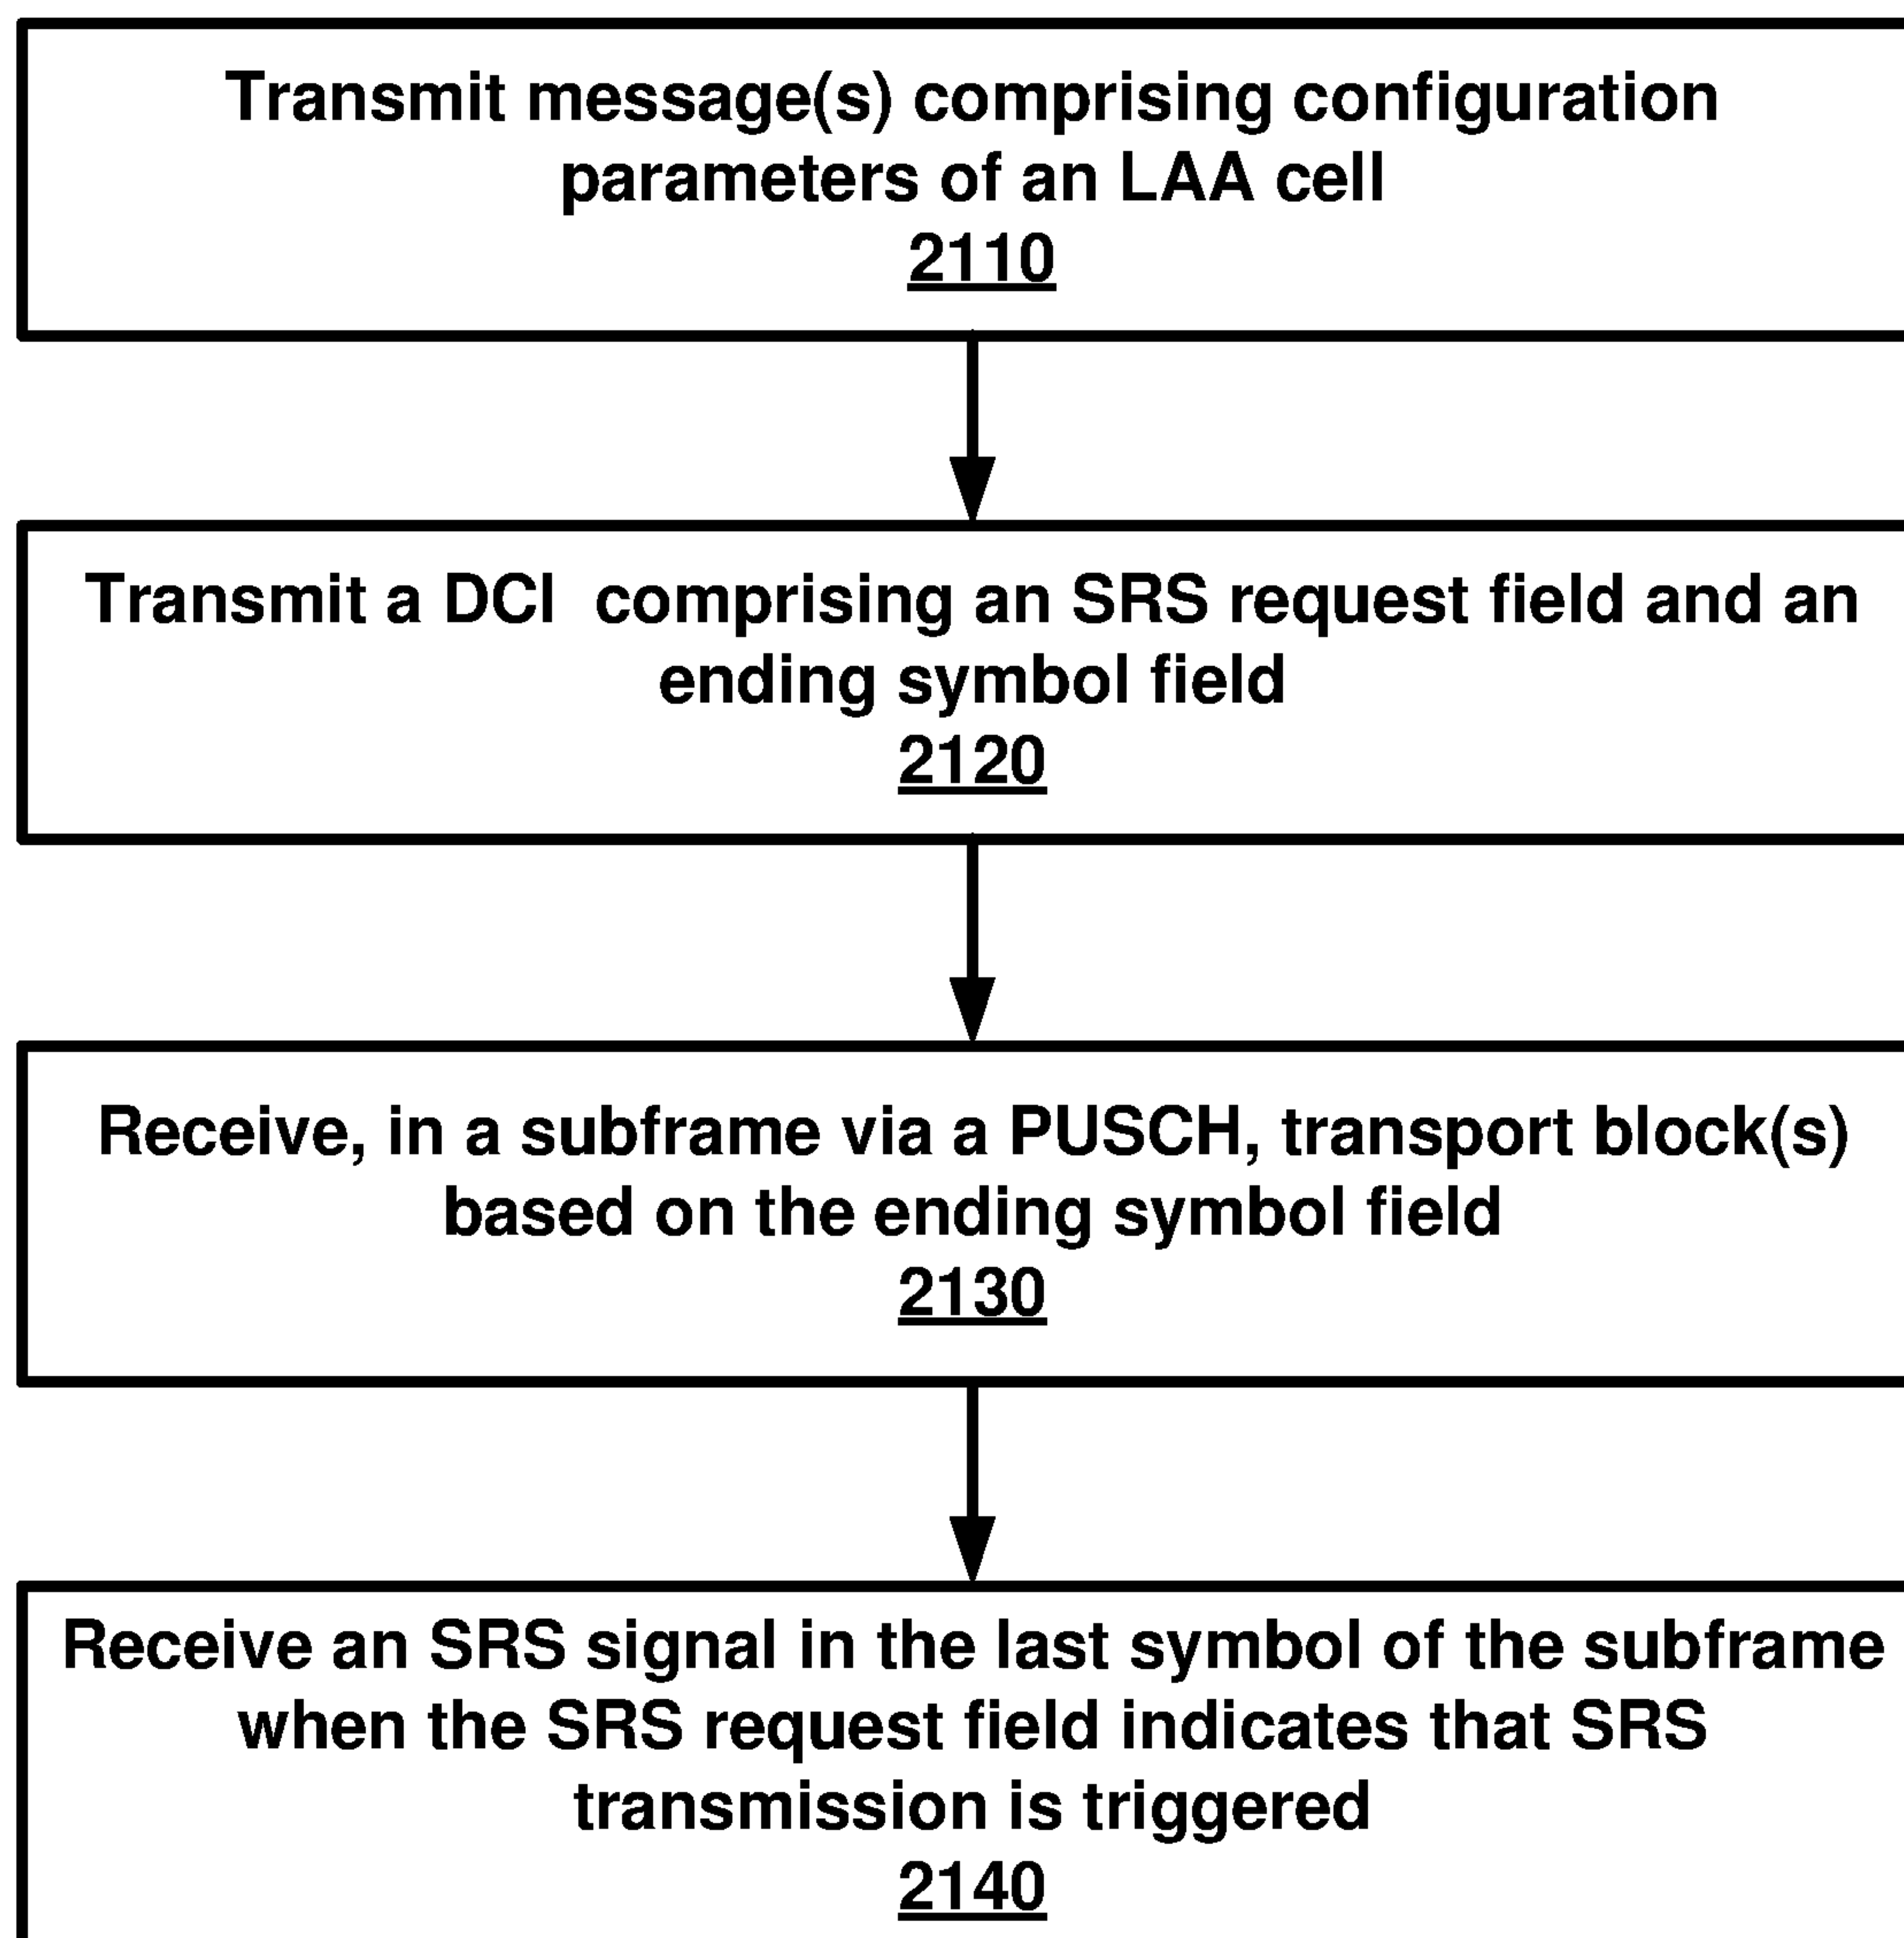 Transmit message(s) comprising configuration
parameters of an LAA cell
2110
Transmit a DCI comprising an SRS request field and an
ending symbol field
2120
Receive, in a subframe via a PUSCH, transport block(s)
based on the ending symbol field
2130
Receive an SRS signal in the last symbol of the subframe
when the SRS request field indicates that SRS
transmission is triggered
2140